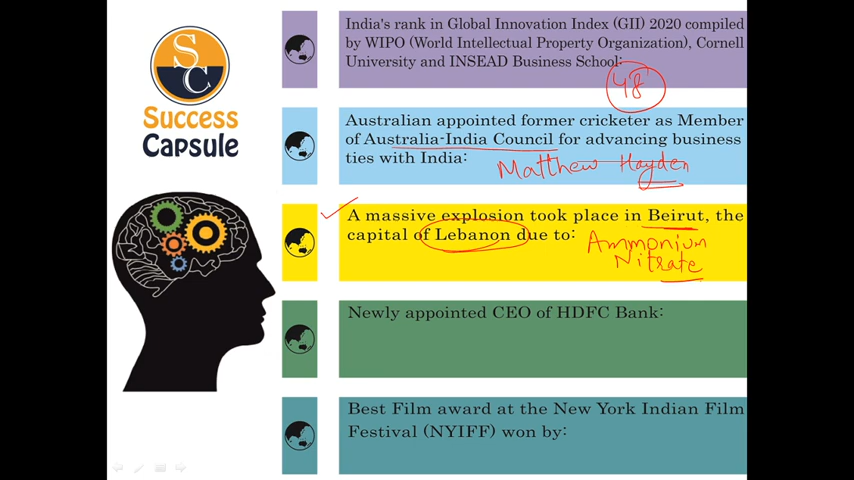 India's rank in Global Innovation Index (GII) 2020 compiled
by WIPO (World Intellectual Property Organization), Cornell
University and INSEAD Business School:
48
Australian appointed former cricketer as Member
of Australia-India Council for advancing business
ties with India:
Matthew Hayden
A massive explosion took place in Beirut, the
capital of Lebanon due to:
Ammonium
Nitrate
Newly appointed CEO of HDFC Bank:
Best Film award at the New York Indian Film
Festival (NYIFF) won by:
S
C
Success
Capsule